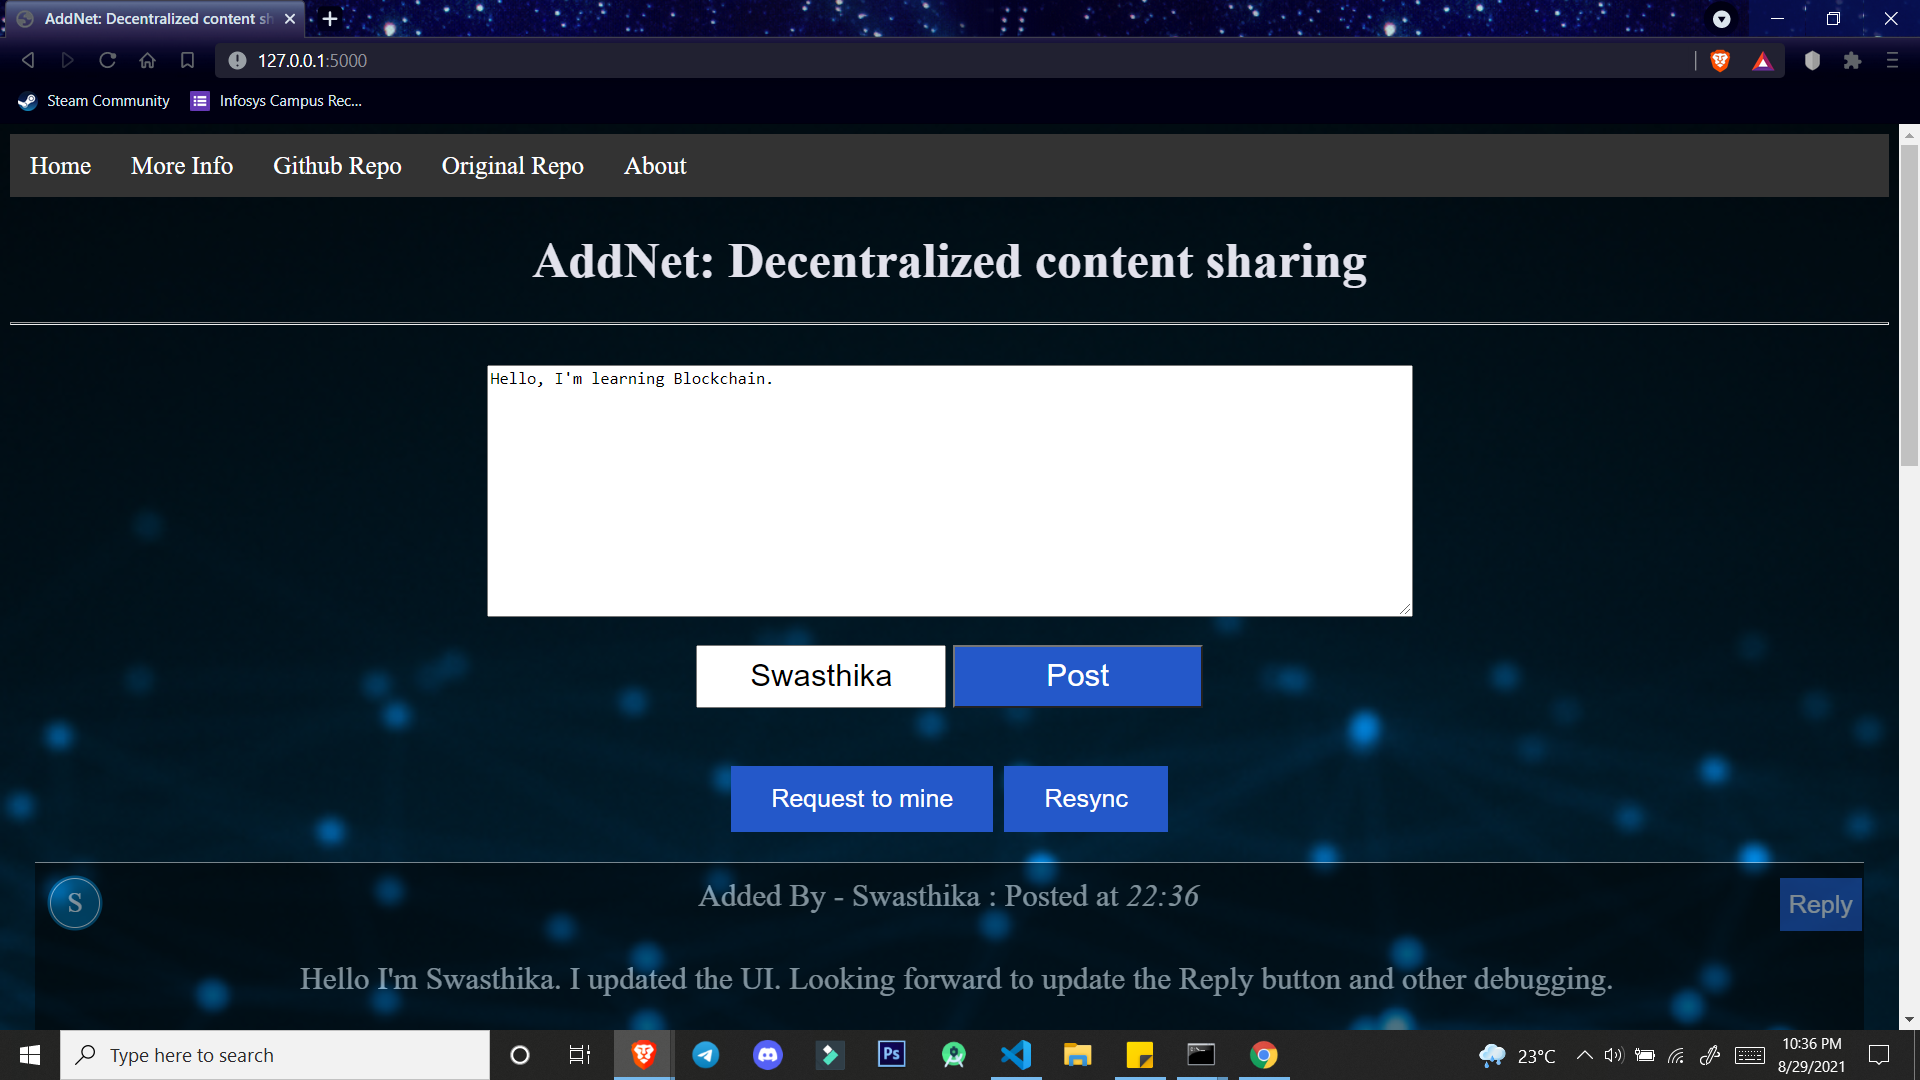 AddNet: Decentralized content sh
127.0.0.1:5000
Steam Community
Infosys Campus Rec...
Home More Info Github Repo Original Repo About
AddNet: Decentralized content sharing
Hello, I'm learning Blockchain.
Swasthika Post
Request to mine Resync
S
Added By - Swasthika : Posted at 22:36
Reply
Hello I'm Swasthika. I updated the UI. Looking forward to update the Reply button and other debugging.
Type here to search
Ps
23°C
10:36 PM
8/29/2021